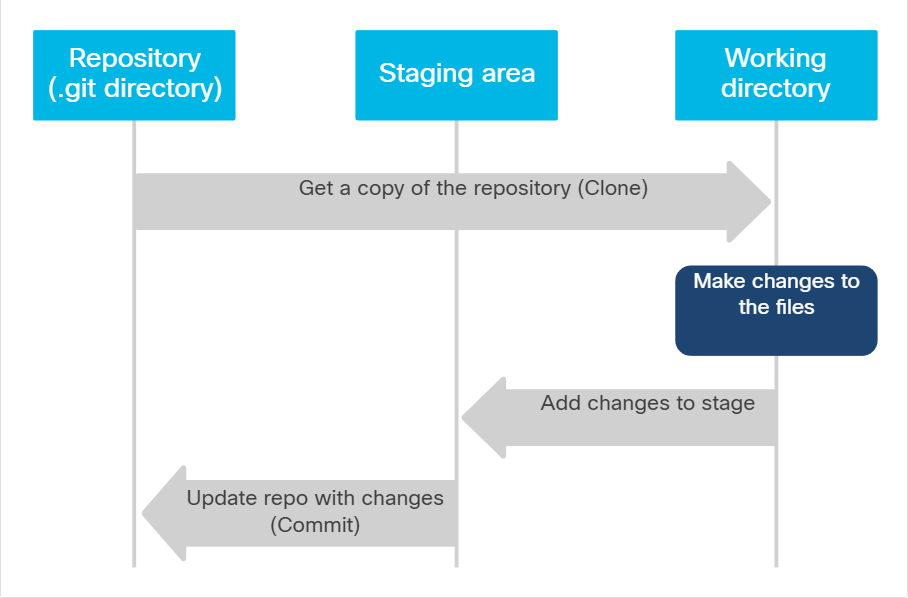 Repository
(.git directory)
Staging area
Working
directory
Get a copy of the repository (Clone)
Make changes to
the files
Add changes to stage
Update repo with changes
(Commit)